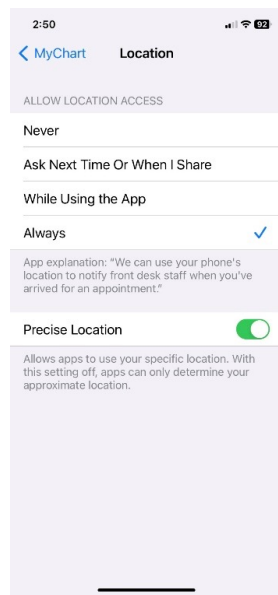 2:50
92
MyChart Location
ALLOW LOCATION ACCESS
Never
Ask Next Time Or When I Share
While Using the App
Always
App explanation: “We can use your phone's
location to notify front desk staff when you've
arrived for an appointment.”
Precise Location
Allows apps to use your specific location. With
this setting off, apps can only determine your
approximate location.